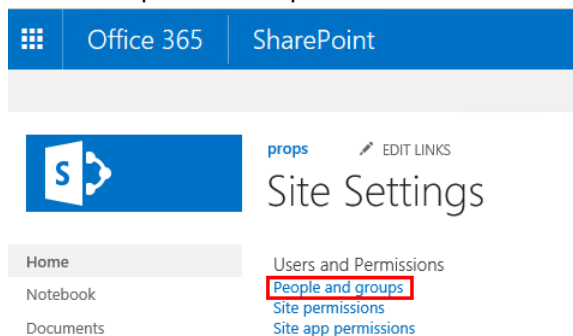 Office 365 SharePoint
S
props EDIT LINKS
Site Settings
Home
Notebook
Documents
Users and Permissions
People and groups
Site permissions
Site app permissions